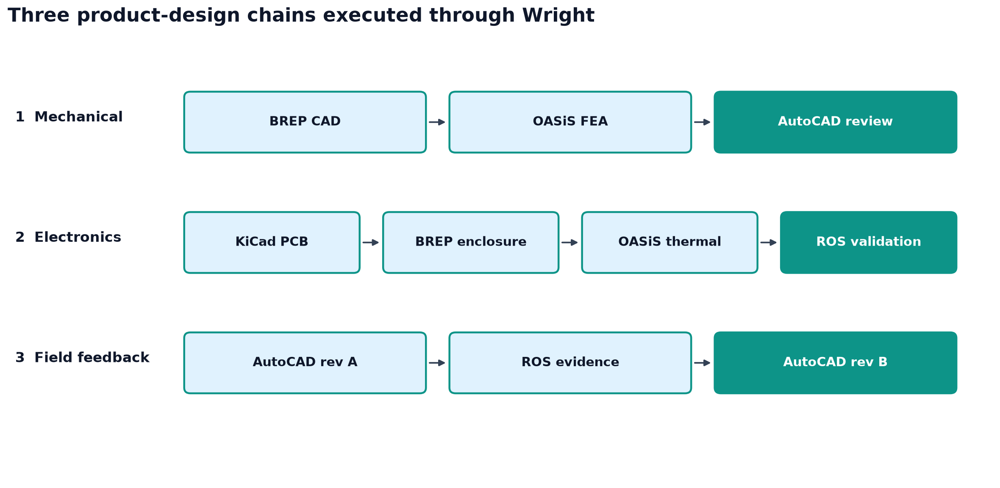 Three product-design chains executed through Wright
1 Mechanical
BREP CAD
OASiS FEA
AutoCAD review
2 Electronics
KiCad PCB
BREP enclosure
OASiS thermal
ROS validation
3 Field feedback
AutoCAD rev A
ROS evidence
AutoCAD rev B